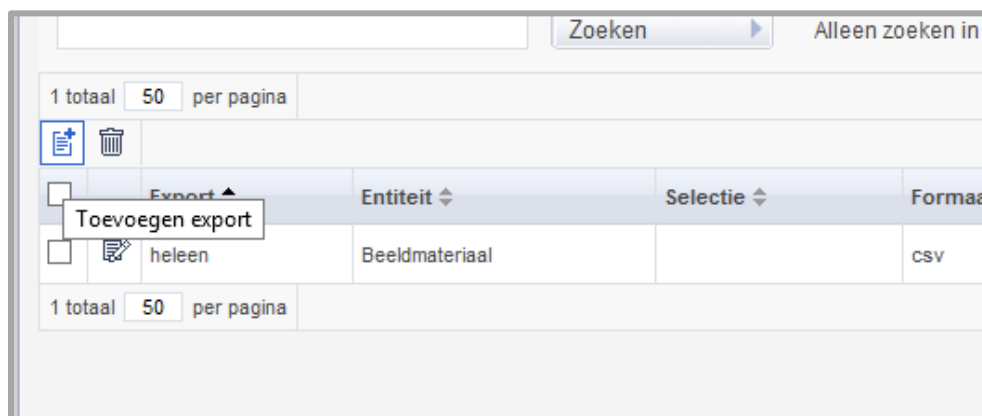 Zoeken Alleen zoeken in
1 totaal 50 per pagina
Export Entiteit Selectie Formaa
Toevoegen export
heleen Beeldmateriaal csv
1 totaal 50 per pagina